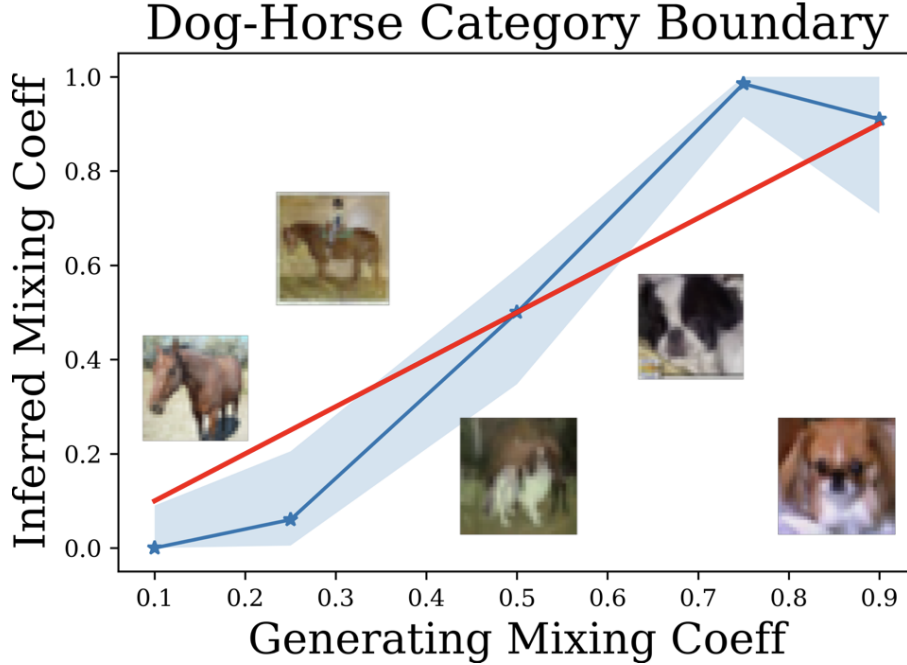 Dog-Horse Category Boundary
Inferred Mixing Coeff
1.0
0.8
0.6
0.4
0.2
0.0
0.1 0.2 0.3 0.4 0.5 0.6 0.7 0.8 0.9
Generating Mixing Coeff